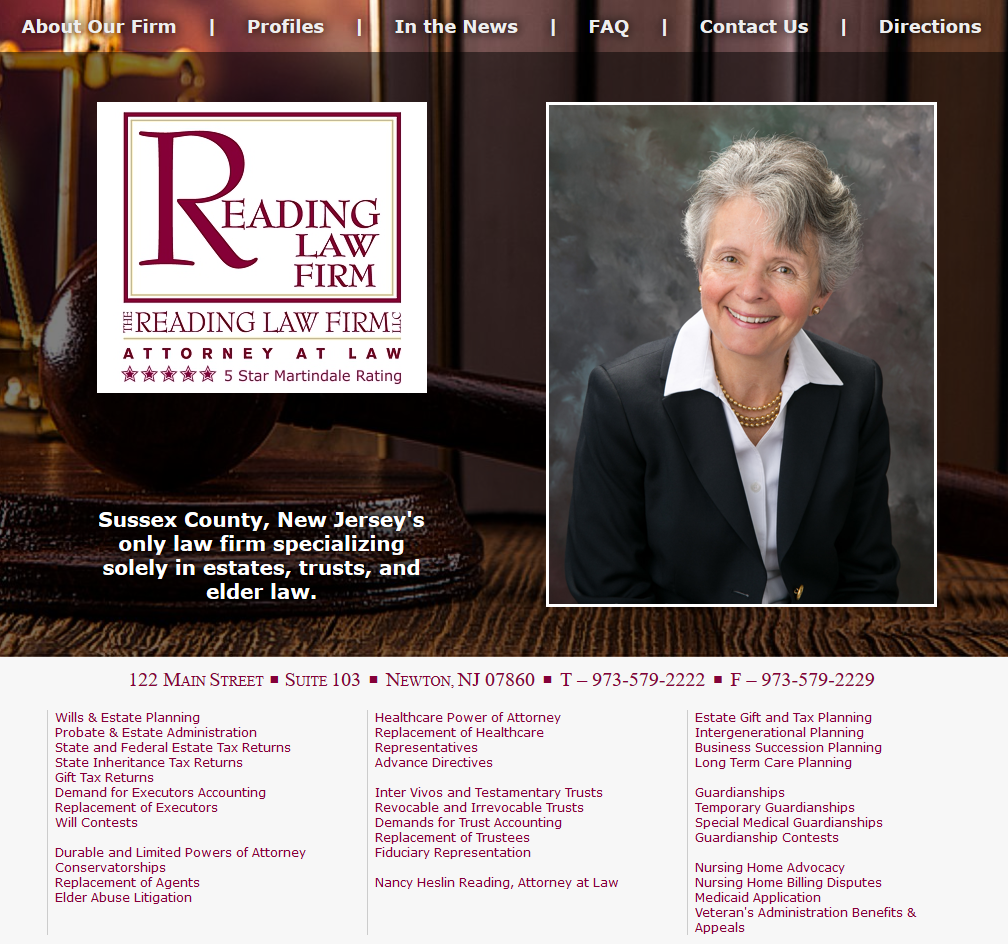 About Our Firm | Profiles | In the News | FAQ | Contact Us | Directions
READING
LAW
FIRM
THE READING LAW FIRM LLC
ATTORNEY AT LAW
5 Star Martindale Rating
Sussex County, New Jersey's
only law firm specializing
solely in estates, trusts, and
elder law.
122 Main Street ■ Suite 103 ■ Newton, NJ 07860 ■ T – 973-579-2222 ■ F – 973-579-2229
Wills & Estate Planning
Probate & Estate Administration
State and Federal Estate Tax Returns
State Inheritance Tax Returns
Gift Tax Returns
Demand for Executors Accounting
Replacement of Executors
Will Contests
Durable and Limited Powers of Attorney
Conservatorships
Replacement of Agents
Elder Abuse Litigation
Healthcare Power of Attorney
Replacement of Healthcare
Representatives
Advance Directives
Inter Vivos and Testamentary Trusts
Revocable and Irrevocable Trusts
Demands for Trust Accounting
Replacement of Trustees
Fiduciary Representation
Nancy Heslin Reading, Attorney at Law
Estate Gift and Tax Planning
Intergenerational Planning
Business Succession Planning
Long Term Care Planning
Guardianships
Temporary Guardianships
Special Medical Guardianships
Guardianship Contests
Nursing Home Advocacy
Nursing Home Billing Disputes
Medicaid Application
Veteran's Administration Benefits &
Appeals